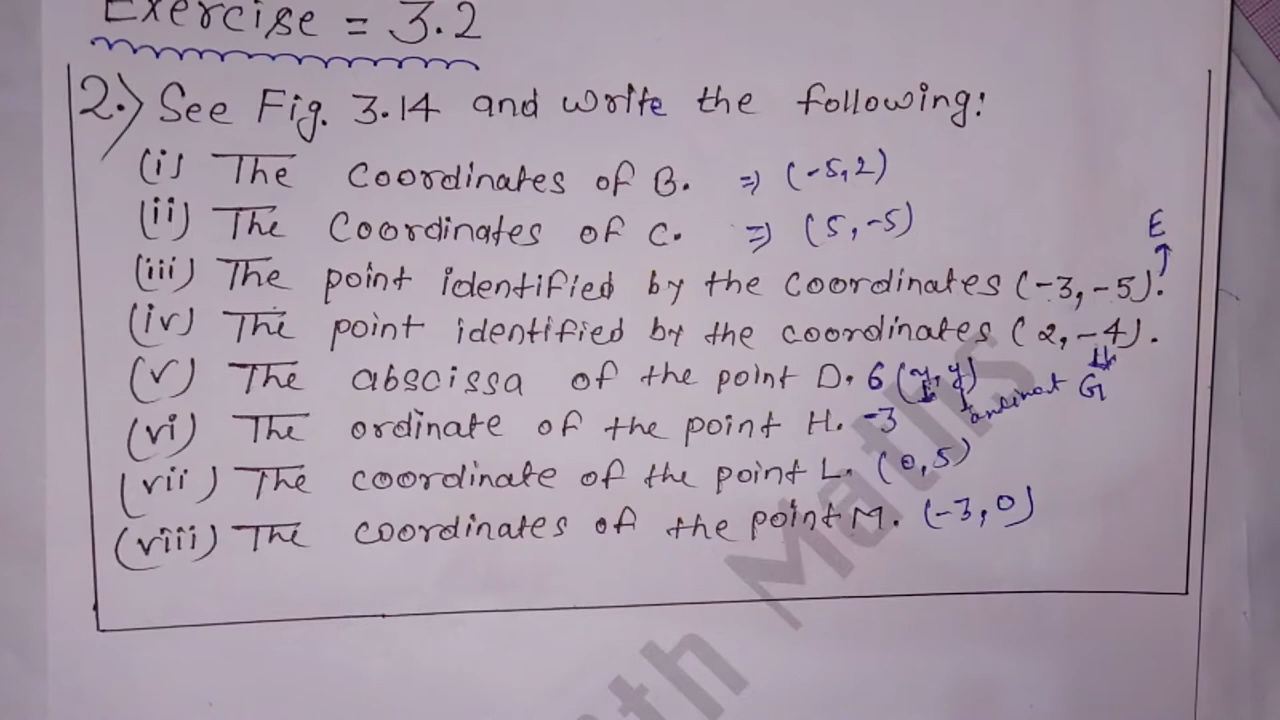 Exercise = 3.2
2.) See Fig. 3.14 and write the following:
(i) The Coordinates of B. ⇒ (-5,2)
(ii) The Coordinates of C. ⇒ (5,-5)
E
(iii) The point identified by the Coordinates (-3,-5).
(iv) The point identified by the coordinates (2,-4).
(v) The abscissa of the point D. 6 (x, y) G
(vi) The ordinate of the point H. -3
(vii) The coordinate of the point L. (0,5)
(viii) The coordinates of the point M. (-3,0)
Math Maths